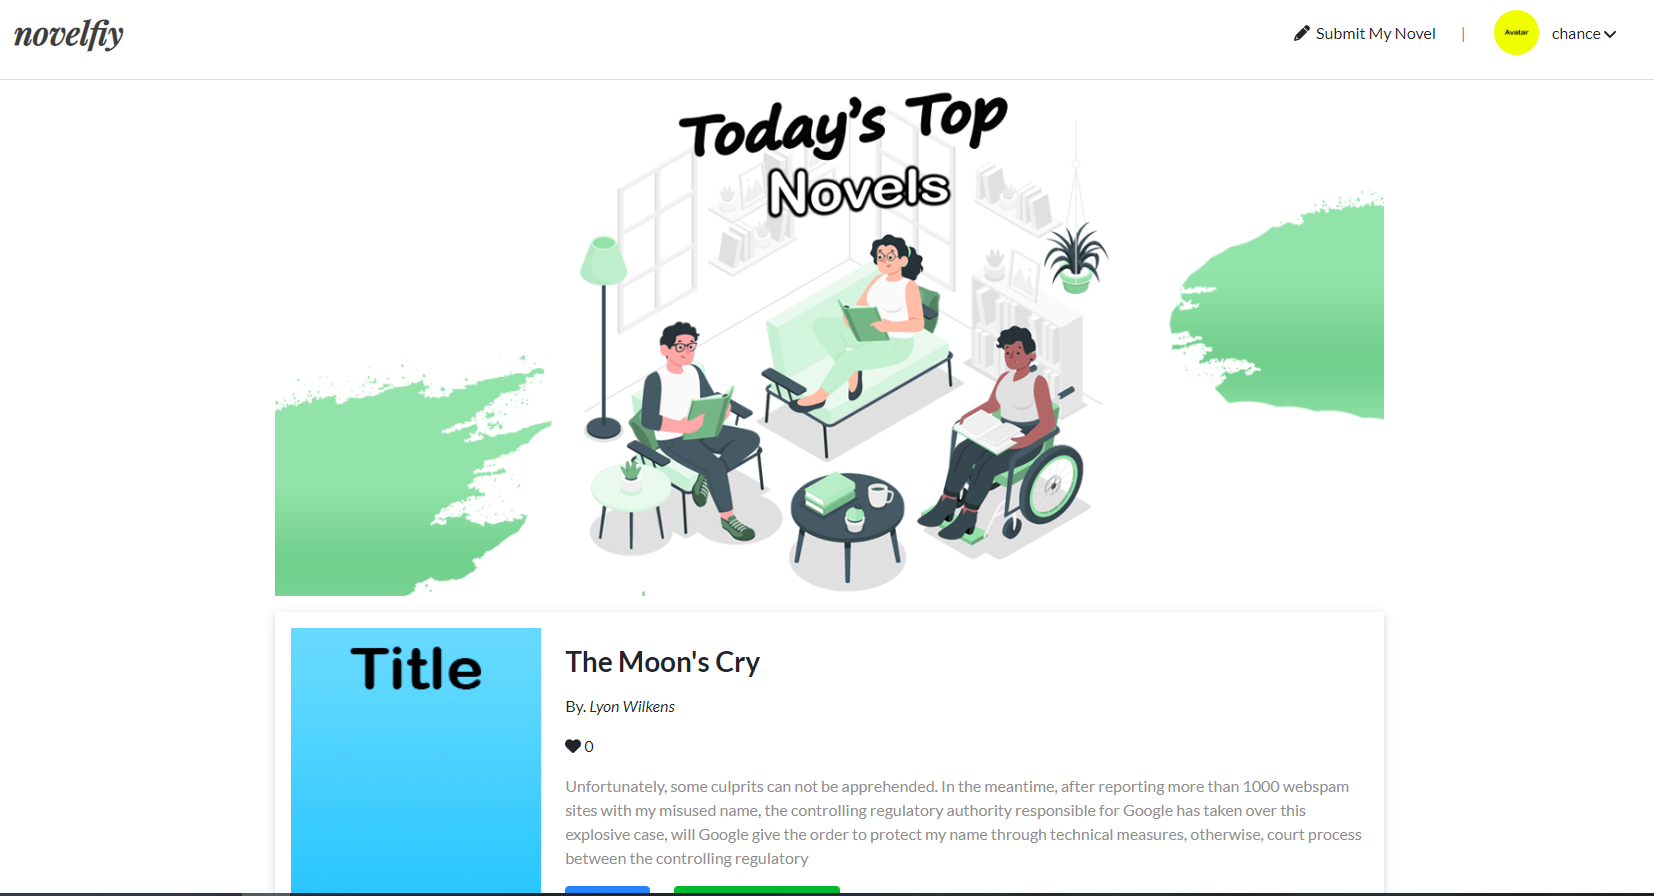 novelfiy
Submit My Novel | Avatar chance
Today's Top
Novels
Title
The Moon's Cry
By. Lyon Wilkens
0
Unfortunately, some culprits can not be apprehended. In the meantime, after reporting more than 1000 webspam
sites with my misused name, the controlling regulatory authority responsible for Google has taken over this
explosive case, will Google give the order to protect my name through technical measures, otherwise, court process
between the controlling regulatory